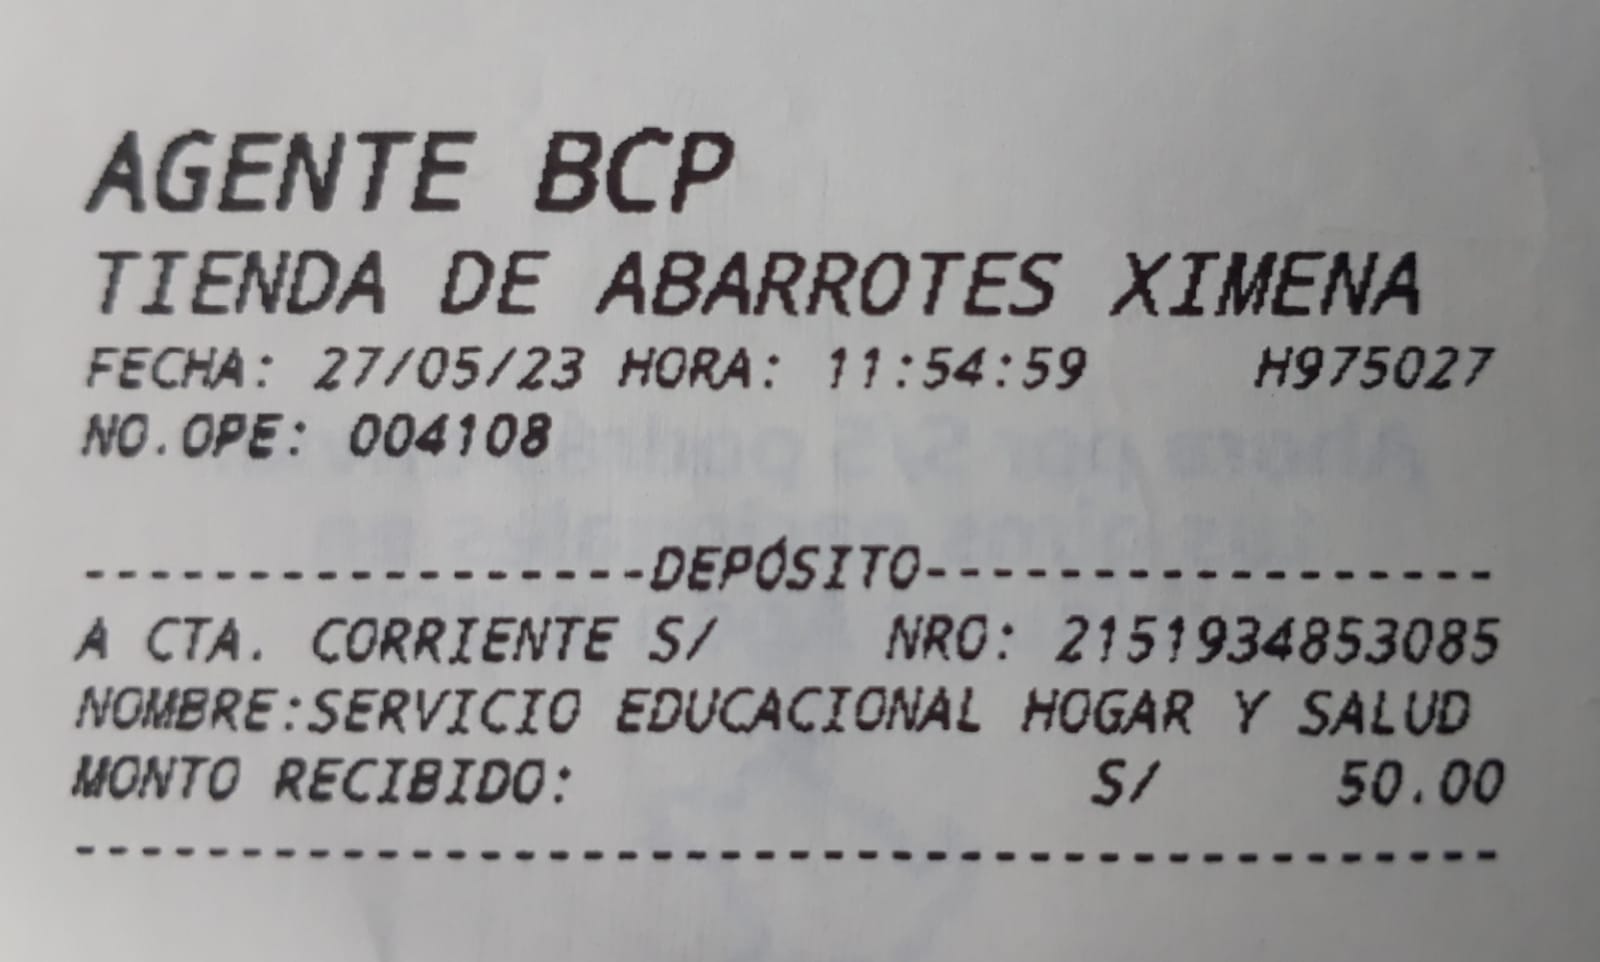 AGENTE BCP
TIENDA DE ABARROTES XIMENA
FECHA: 27/05/23 HORA: 11:54:59 H975027
NO.OPE: 004108
-----------------DEPÓSITO-----------------
A CTA. CORRIENTE S/ NRO: 2151934853085
NOMBRE:SERVICIO EDUCACIONAL HOGAR Y SALUD
MONTO RECIBIDO: S/ 50.00
------------------------------------------